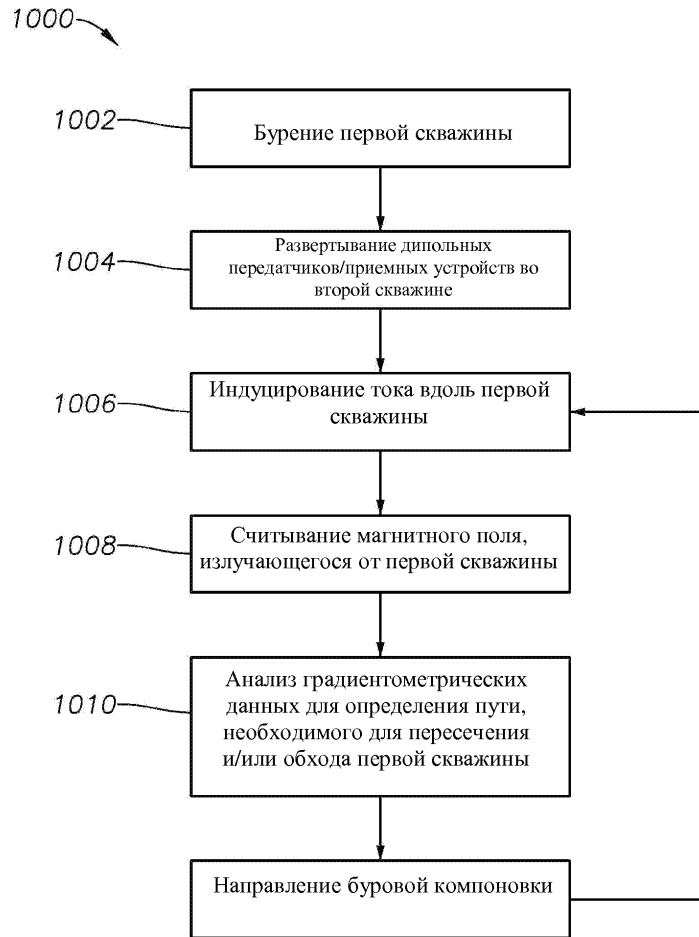 1000
1002
Бурение первой скважины
1004
Развертывание дипольных
передатчиков/приемных устройств во
второй скважине
1006
Индуцирование тока вдоль первой
скважины
1008
Считывание магнитного поля,
излучающегося от первой скважины
1010
Анализ градиентометрических
данных для определения пути,
необходимого для пересечения
и/или обхода первой скважины
Направление буровой компоновки